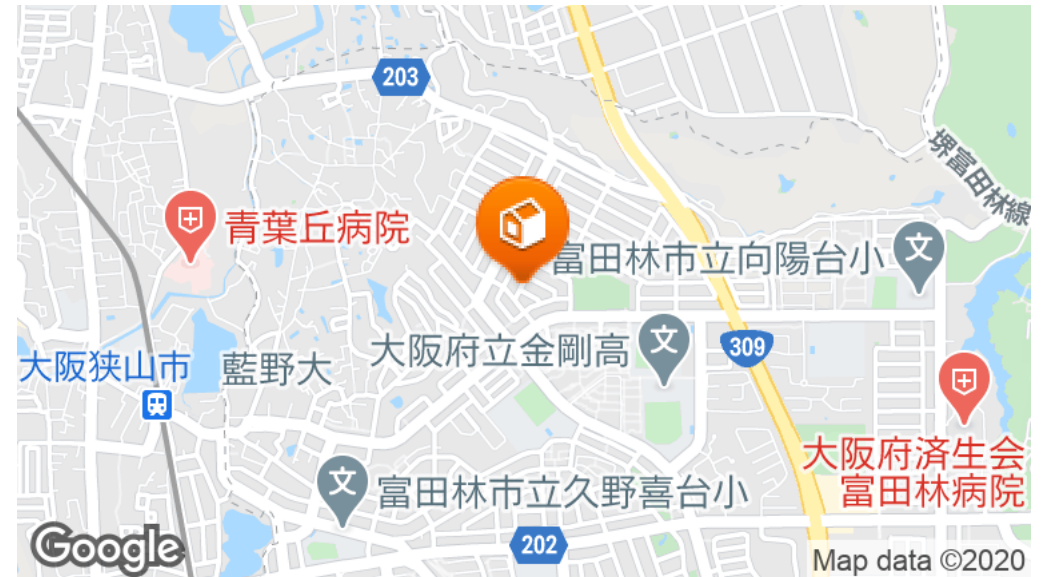 203
堺富田林線
青葉丘病院
富田林市立向陽台小
文
大阪府立金剛高
文
309
大阪狭山市
藍野大
大阪府済生会
富田林病院
文
富田林市立久野喜台小
202
Google
Map data ©2020